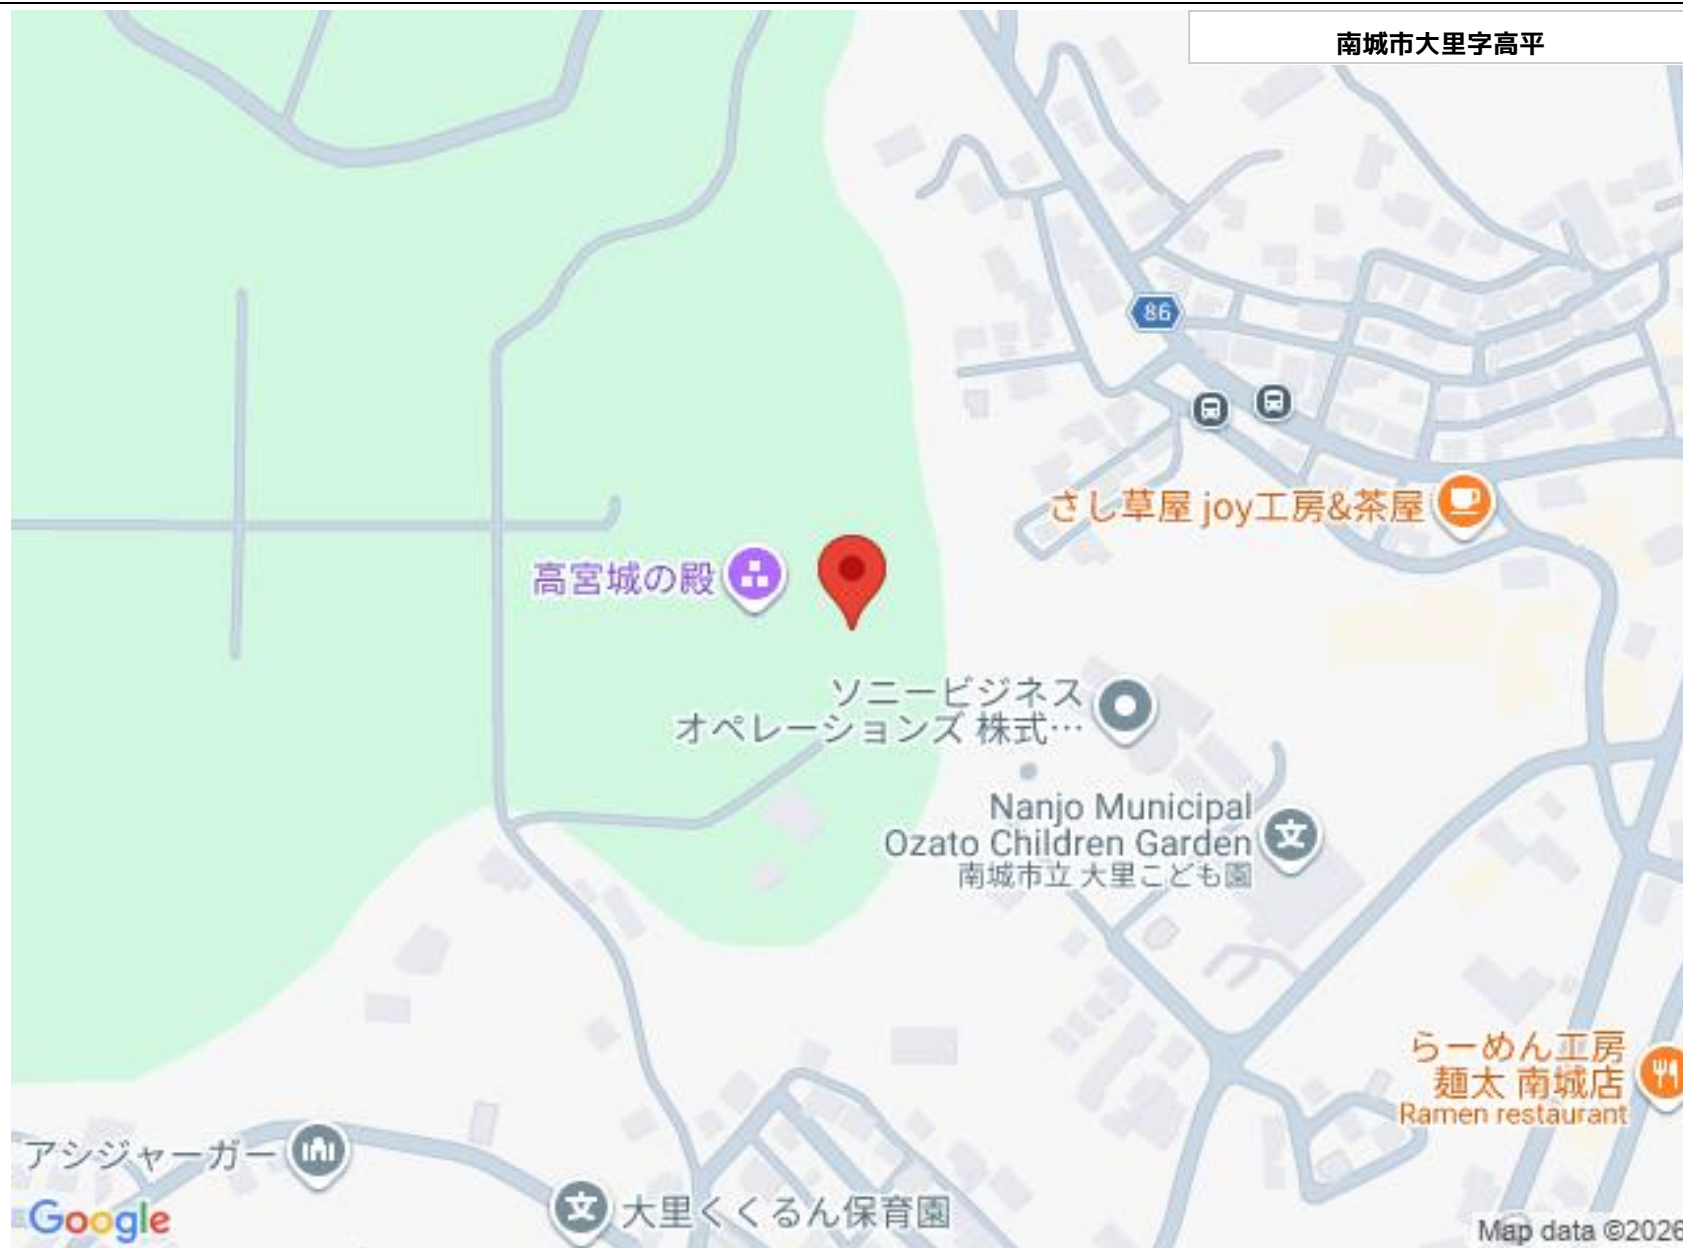 南城市大里字高平
86
さし草屋 joy工房&茶屋
高宮城の殿
ソニービジネス
オペレーションズ 株式…
Nanjo Municipal
Ozato Children Garden
南城市立 大里こども園
らーめん工房
麺太 南城店
Ramen restaurant
アシジャーガー
文 大里くくるん保育園
Google
Map data ©2026